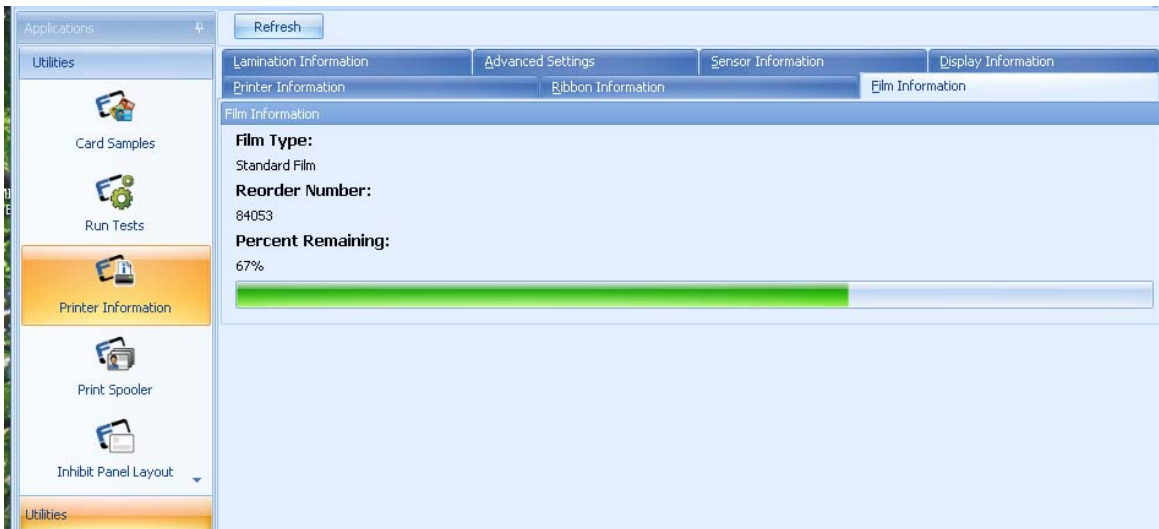 Applications
Refresh
Utilities
Lamination Information
Advanced Settings
Sensor Information
Display Information
Printer Information
Ribbon Information
Film Information
Film Information
Card Samples
Film Type:
Standard Film
Reorder Number:
84053
Run Tests
Percent Remaining:
67%
Printer Information
Print Spooler
Inhibit Panel Layout
Utilities